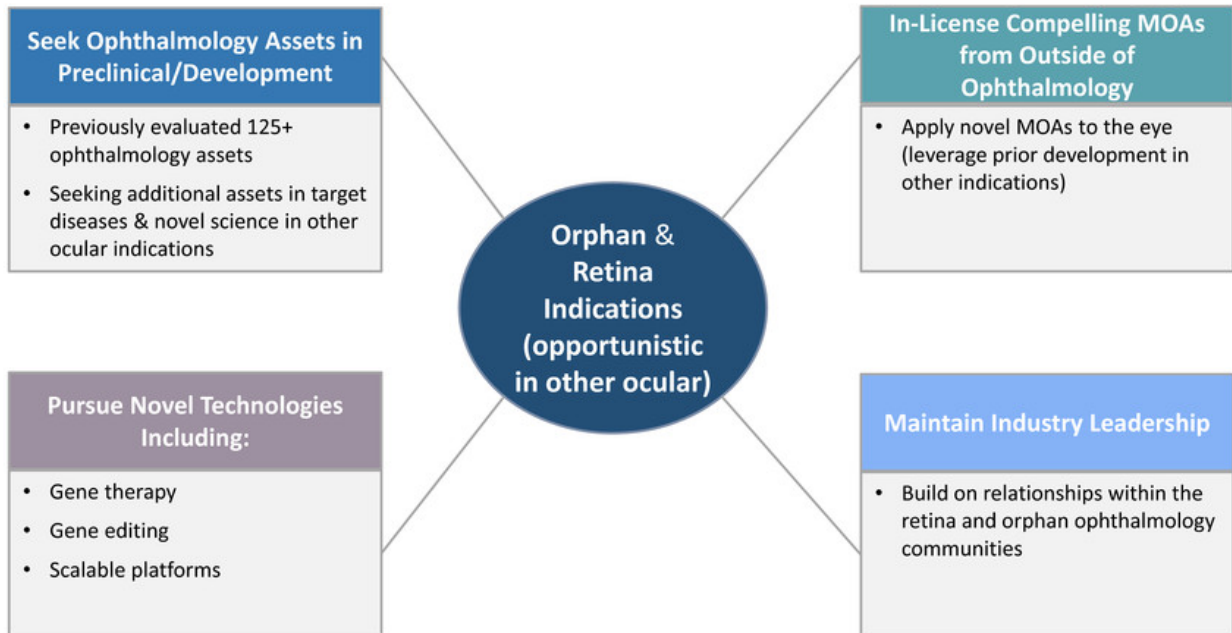 Seek Ophthalmology Assets in
Preclinical/Development
• Previously evaluated 125+
ophthalmology assets
• Seeking additional assets in target
diseases & novel science in other
ocular indications
In-License Compelling MOAs
from Outside of
Ophthalmology
• Apply novel MOAs to the eye
(leverage prior development in
other indications)
Orphan &
Retina
Indications
(opportunistic
in other ocular)
Pursue Novel Technologies
Including:
• Gene therapy
• Gene editing
• Scalable platforms
Maintain Industry Leadership
• Build on relationships within the
retina and orphan ophthalmology
communities